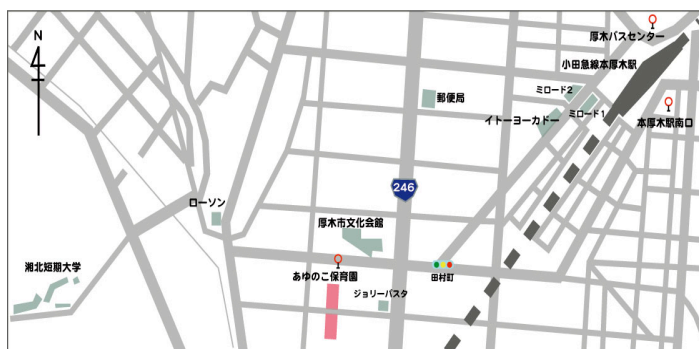 N
厚木バスセンター
小田急線本厚木駅
ミロード2
郵便局
ミロード1
イトーヨーカドー
本厚木駅南口
246
ローソン
厚木市文化会館
湘北短期大学
あゆのこ保育園
田村町
ジョリーパスタ